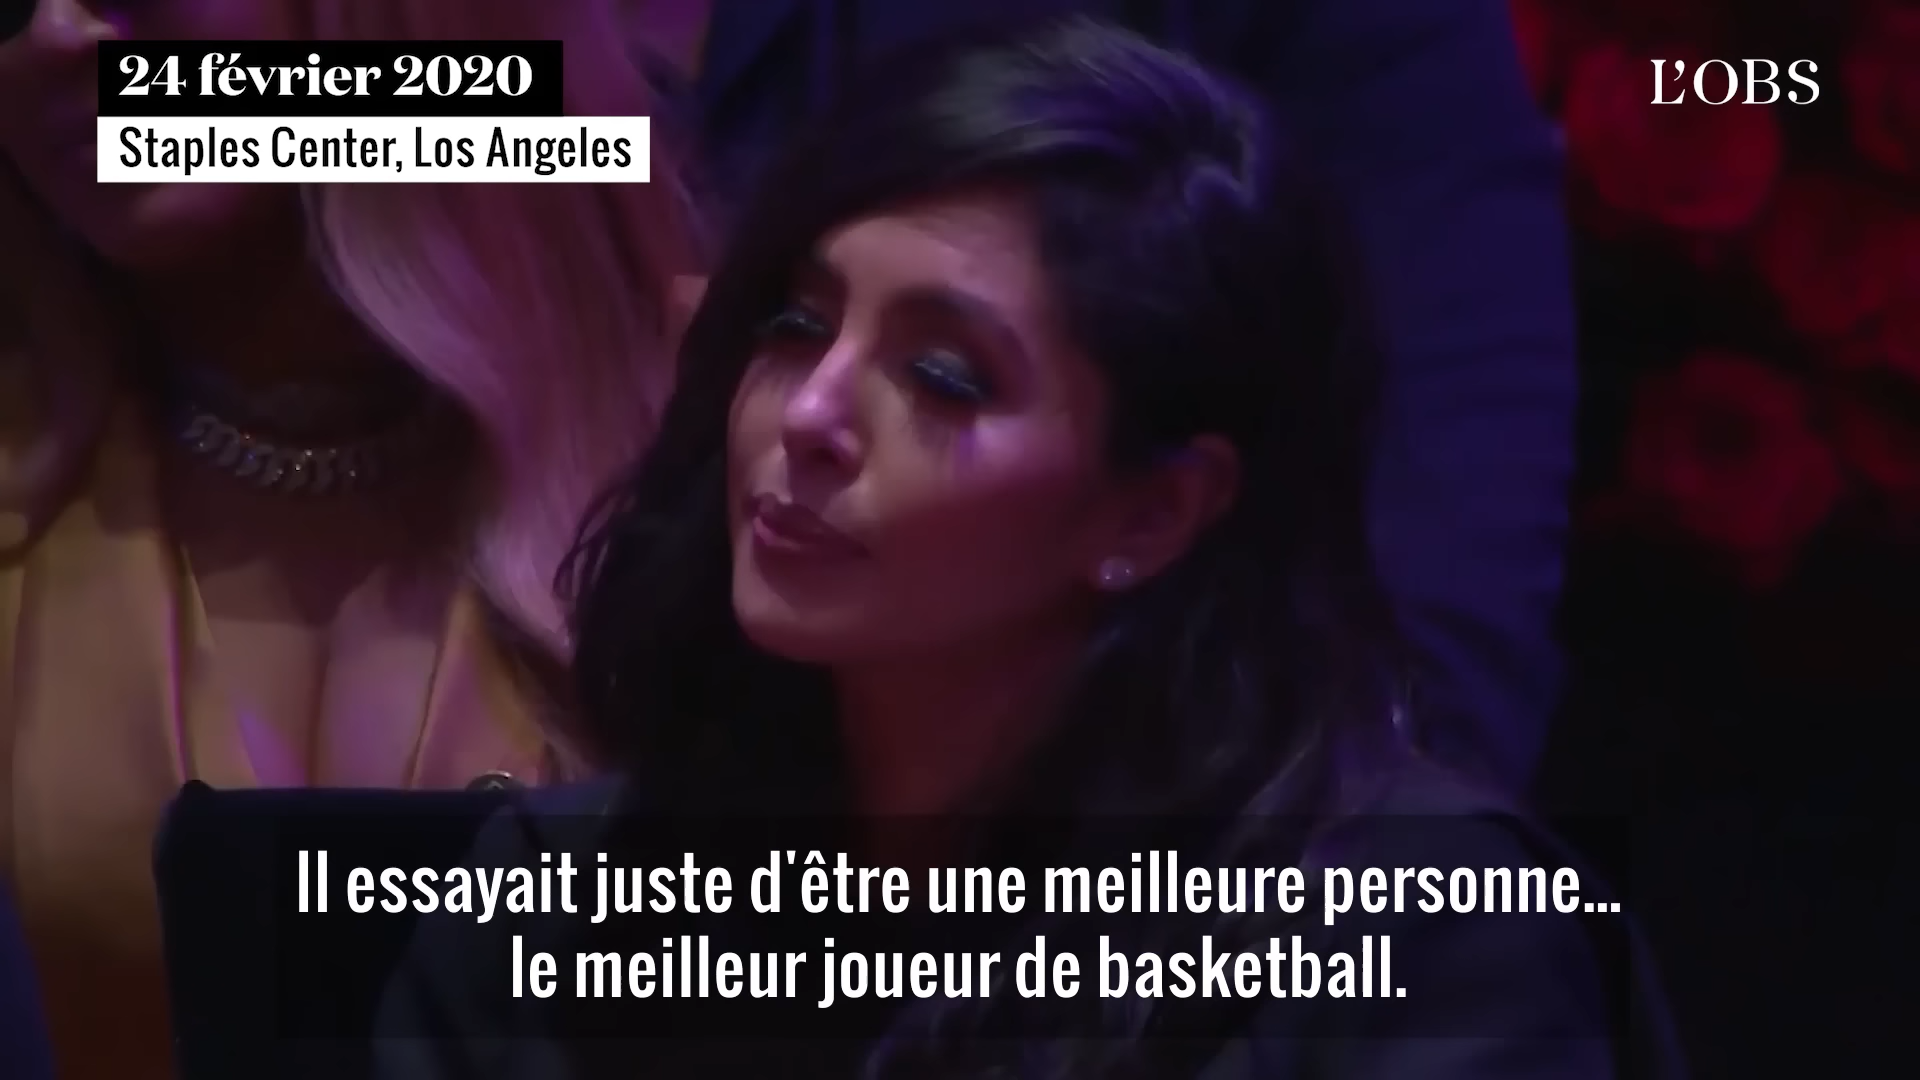 24 février 2020
L'OBS
Staples Center, Los Angeles
Il essayait juste d'être une meilleure personne...
le meilleur joueur de basketball.